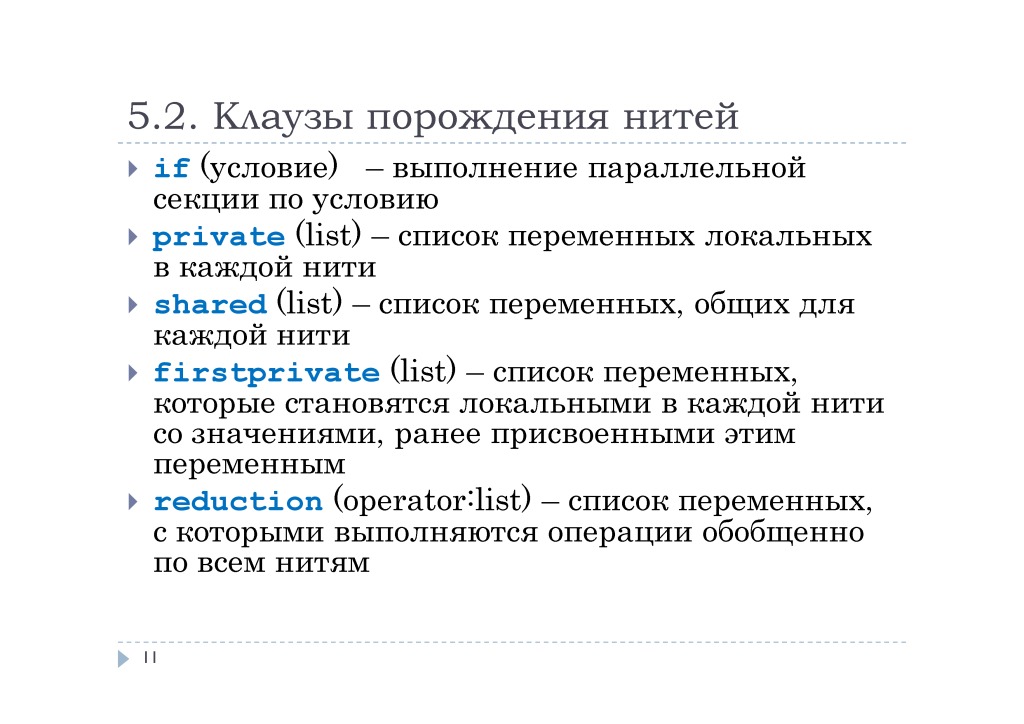 5.2. Клаузы порождения нитей
if (условие) – выполнение параллельной
секции по условию
private (list) – список переменных локальных
в каждой нити
shared (list) – список переменных, общих для
каждой нити
firstprivate (list) – список переменных,
которые становятся локальными в каждой нити
со значениями, ранее присвоенными этим
переменным
reduction (operator:list) – список переменных,
с которыми выполняются операции обобщенно
по всем нитям
11